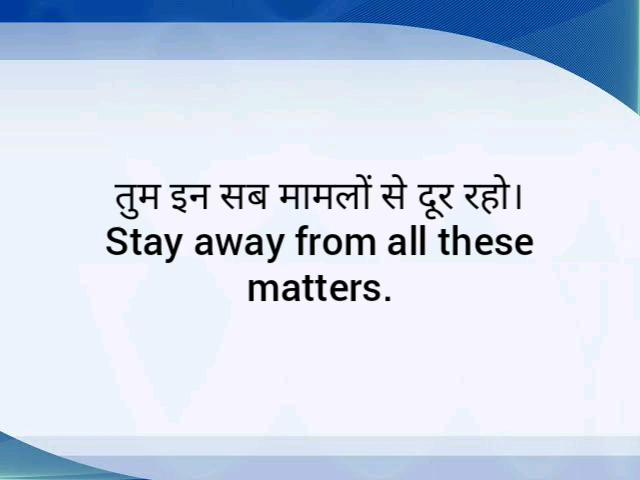 तुम इन सब मामलों से दूर रहो।
Stay away from all these
matters.